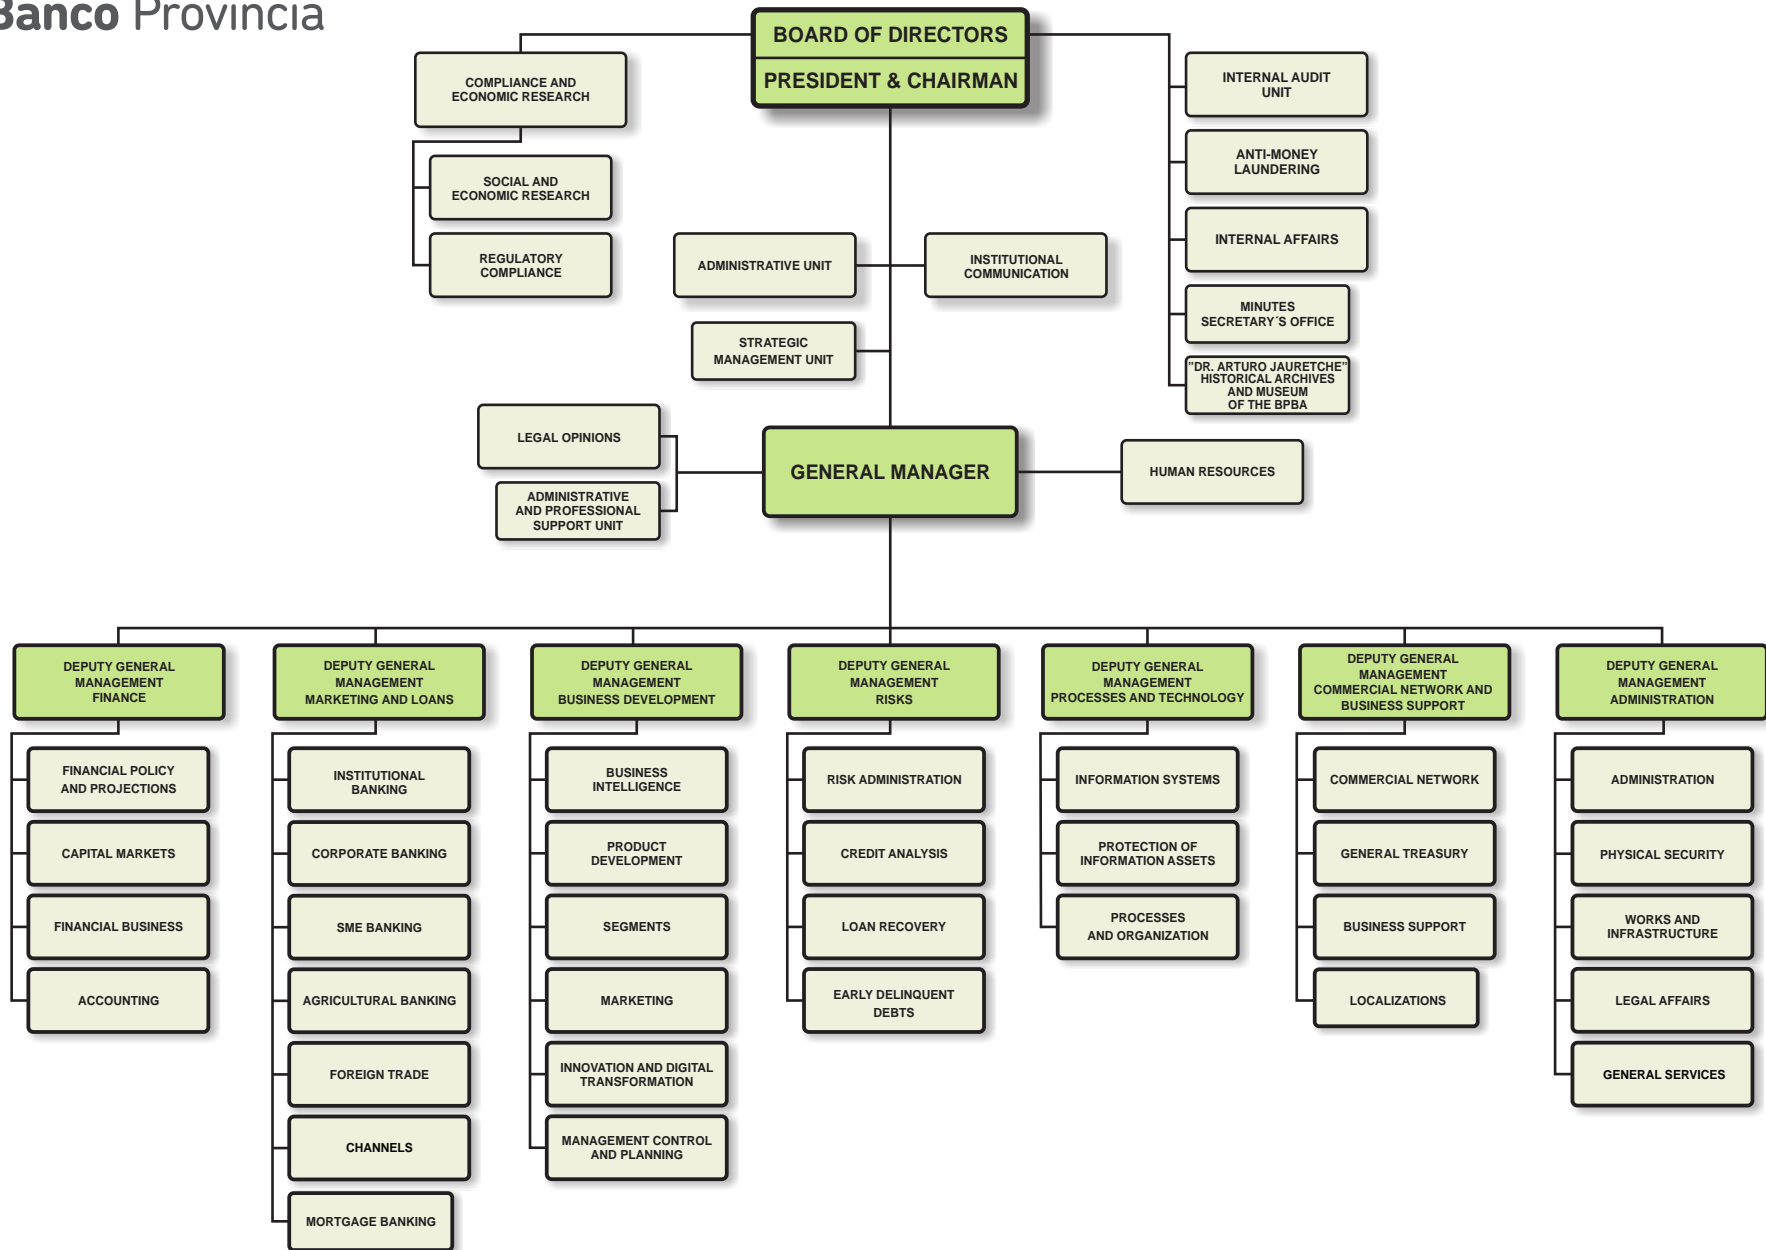 Banco Provincia
BOARD OF DIRECTORS
PRESIDENT & CHAIRMAN
COMPLIANCE AND
ECONOMIC RESEARCH
SOCIAL AND
ECONOMIC RESEARCH
REGULATORY
COMPLIANCE
INTERNAL AUDIT
UNIT
ANTI-MONEY
LAUNDERING
INTERNAL AFFAIRS
MINUTES
SECRETARY´S OFFICE
"DR. ARTURO JAURETCHE"
HISTORICAL ARCHIVES
AND MUSEUM
OF THE BPBA
ADMINISTRATIVE UNIT
INSTITUTIONAL
COMMUNICATION
STRATEGIC
MANAGEMENT UNIT
LEGAL OPINIONS
ADMINISTRATIVE
AND PROFESSIONAL
SUPPORT UNIT
GENERAL MANAGER
HUMAN RESOURCES
DEPUTY GENERAL
MANAGEMENT
FINANCE
FINANCIAL POLICY
AND PROJECTIONS
CAPITAL MARKETS
FINANCIAL BUSINESS
ACCOUNTING
DEPUTY GENERAL
MANAGEMENT
MARKETING AND LOANS
INSTITUTIONAL
BANKING
CORPORATE BANKING
SME BANKING
AGRICULTURAL BANKING
FOREIGN TRADE
CHANNELS
MORTGAGE BANKING
DEPUTY GENERAL
MANAGEMENT
BUSINESS DEVELOPMENT
BUSINESS
INTELLIGENCE
PRODUCT
DEVELOPMENT
SEGMENTS
MARKETING
INNOVATION AND DIGITAL
TRANSFORMATION
MANAGEMENT CONTROL
AND PLANNING
DEPUTY GENERAL
MANAGEMENT
RISKS
RISK ADMINISTRATION
CREDIT ANALYSIS
LOAN RECOVERY
EARLY DELINQUENT
DEBTS
DEPUTY GENERAL
MANAGEMENT
PROCESSES AND TECHNOLOGY
INFORMATION SYSTEMS
PROTECTION OF
INFORMATION ASSETS
PROCESSES
AND ORGANIZATION
DEPUTY GENERAL
MANAGEMENT
COMMERCIAL NETWORK AND
BUSINESS SUPPORT
COMMERCIAL NETWORK
GENERAL TREASURY
BUSINESS SUPPORT
LOCALIZATIONS
DEPUTY GENERAL
MANAGEMENT
ADMINISTRATION
ADMINISTRATION
PHYSICAL SECURITY
WORKS AND
INFRASTRUCTURE
LEGAL AFFAIRS
GENERAL SERVICES